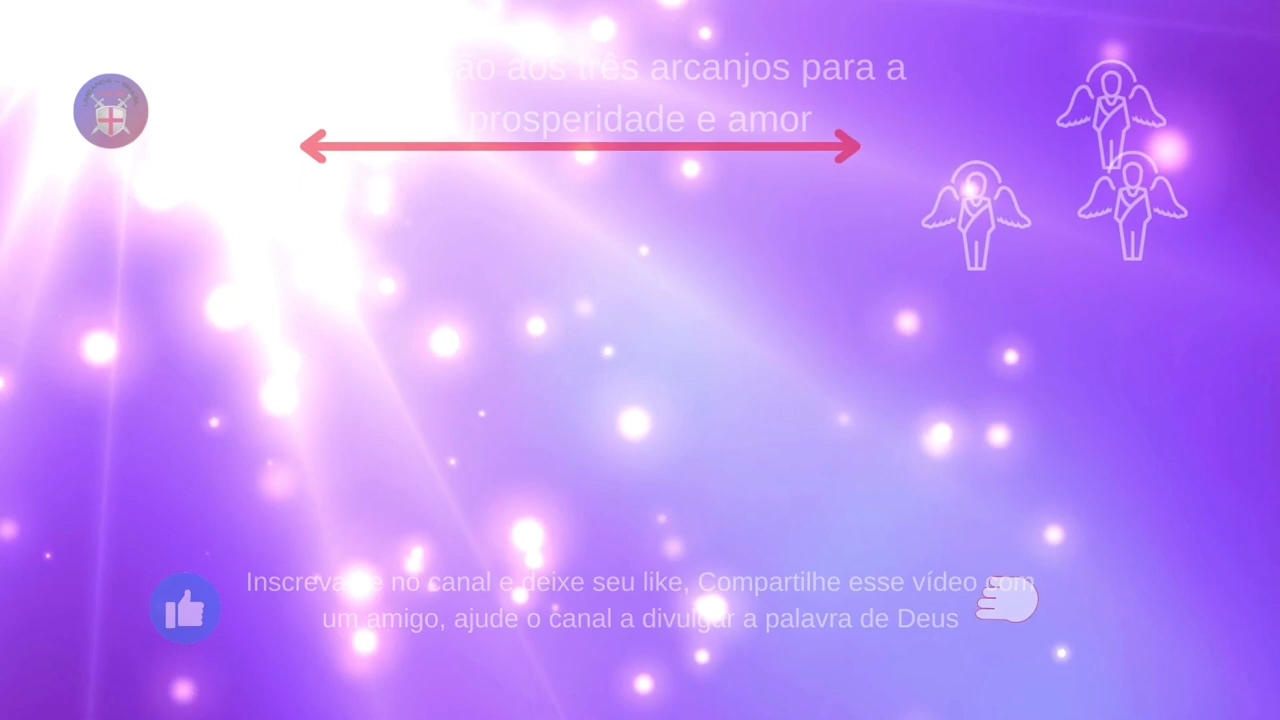 ão aos três arcanjos para a
prosperidade e amor
Inscreva-se no canal e deixe seu like, Compartilhe esse vídeo com
um amigo, ajude o canal a divulgar a palavra de Deus